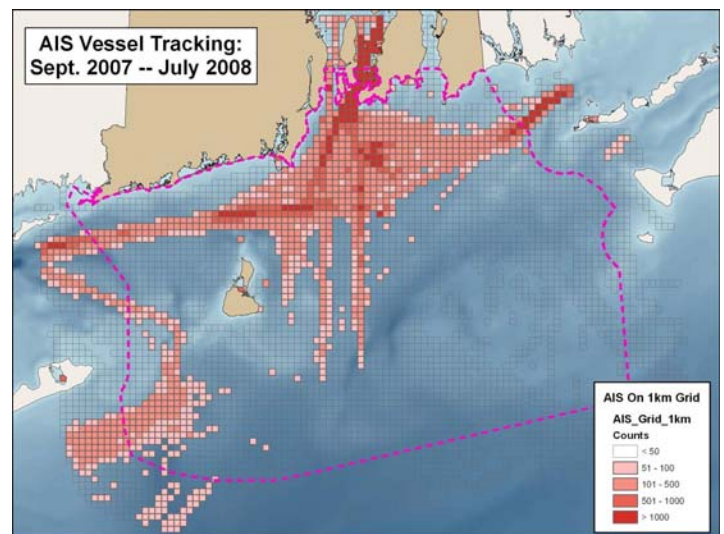 AIS Vessel Tracking:
Sept. 2007 -- July 2008
AIS On 1km Grid
AIS_Grid_1km
Counts
< 50
51 - 100
101 - 500
501 - 1000
> 1000